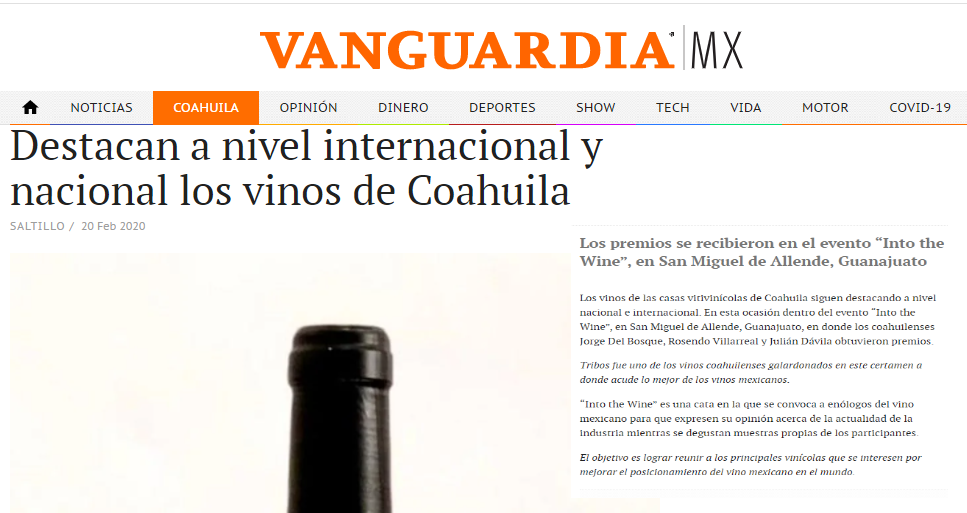 VANGUARDIA MX
NOTICIAS COAHUILA OPINIÓN DINERO DEPORTES SHOW TECH VIDA MOTOR COVID-19
Destacan a nivel internacional y
nacional los vinos de Coahuila
SALTILLO / 20 Feb 2020
Los premios se recibieron en el evento “Into the
Wine”, en San Miguel de Allende, Guanajuato
Los vinos de las casas vitivinícolas de Coahuila siguen destacando a nivel
nacional e internacional. En esta ocasión dentro del evento “Into the
Wine”, en San Miguel de Allende, Guanajuato, en donde los coahuilenses
Jorge Del Bosque, Rosendo Villarreal y Julián Dávila obtuvieron premios.
Tribos fue uno de los vinos coahuilenses galardonados en este certamen a
donde acude lo mejor de los vinos mexicanos.
“Into the Wine” es una cata en la que se convoca a enólogos del vino
mexicano para que expresen su opinión acerca de la actualidad de la
industria mientras se degustan muestras propias de los participantes.
El objetivo es lograr reunir a los principales vinícolas que se interesen por
mejorar el posicionamiento del vino mexicano en el mundo.